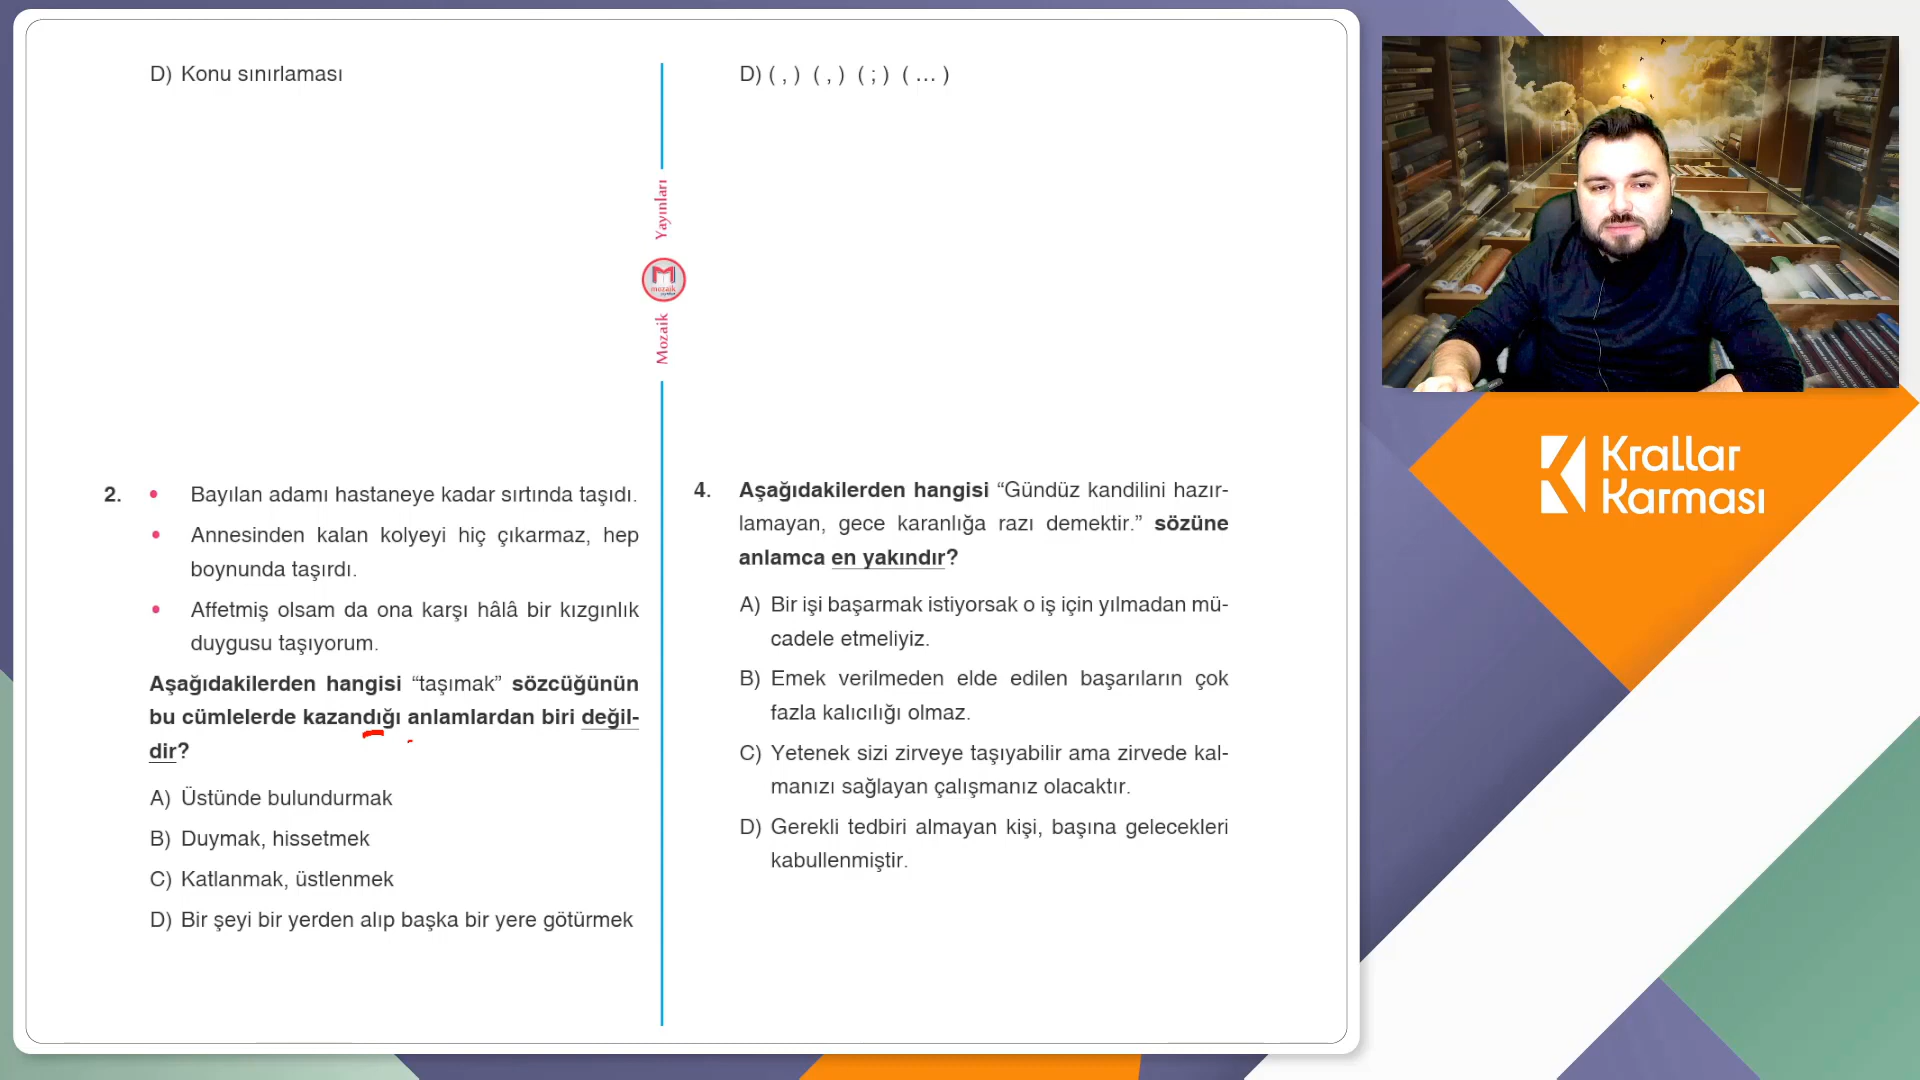 D) Konu sınırlaması
2. • Bayılan adamı hastaneye kadar sırtında taşıdı.
• Annesinden kalan kolyeyi hiç çıkarmaz, hep
boynunda taşırdı.
• Affetmiş olsam da ona karşı hâlâ bir kızgınlık
duygusu taşıyorum.
Aşağıdakilerden hangisi “taşımak” sözcüğünün
bu cümlelerde kazandığı anlamlardan biri değil-
dir?
A) Üstünde bulundurmak
B) Duymak, hissetmek
C) Katlanmak, üstlenmek
D) Bir şeyi bir yerden alıp başka bir yere götürmek
Mozaik Yayınları
mozaik
D) ( , ) ( , ) ( ; ) ( ... )
4. Aşağıdakilerden hangisi “Gündüz kandilini hazır-
lamayan, gece karanlığa razı demektir.” sözüne
anlamca en yakındır?
A) Bir işi başarmak istiyorsak o iş için yılmadan mü-
cadele etmeliyiz.
B) Emek verilmeden elde edilen başarıların çok
fazla kalıcılığı olmaz.
C) Yetenek sizi zirveye taşıyabilir ama zirvede kal-
manızı sağlayan çalışmanız olacaktır.
D) Gerekli tedbiri almayan kişi, başına gelecekleri
kabullenmiştir.
Krallar
Karması